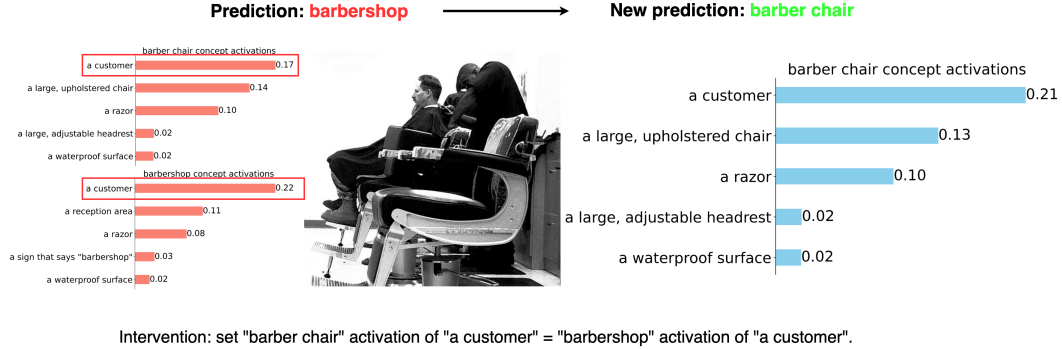 Prediction: barbershop
New prediction: barber chair
barber chair concept activations
a customer 0.17
a large, upholstered chair 0.14
a razor 0.10
a large, adjustable headrest 0.02
a waterproof surface 0.02
barbershop concept activations
a customer 0.22
a reception area 0.11
a razor 0.08
a sign that says "barbershop" 0.03
a waterproof surface 0.02
barber chair concept activations
a customer 0.21
a large, upholstered chair 0.13
a razor 0.10
a large, adjustable headrest 0.02
a waterproof surface 0.02
Intervention: set "barber chair" activation of "a customer" = "barbershop" activation of "a customer".